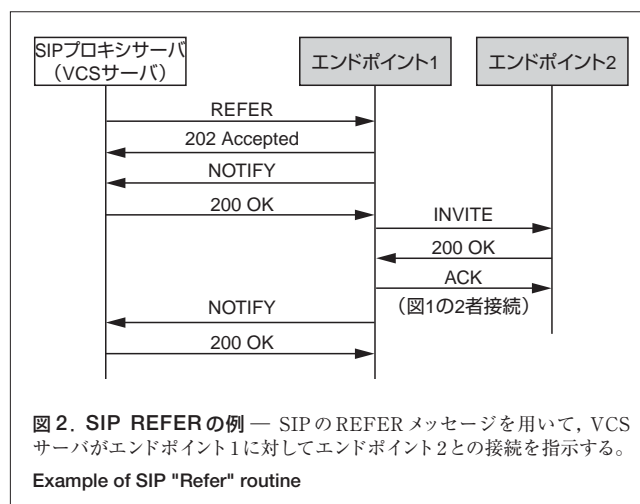 SIPプロキシサーバ
（VCSサーバ）
エンドポイント1
エンドポイント2
REFER
202 Accepted
NOTIFY
200 OK
INVITE
200 OK
ACK
（図1の2者接続）
NOTIFY
200 OK
図2．SIP REFERの例 ― SIPのREFERメッセージを用いて，VCS
サーバがエンドポイント1に対してエンドポイント2との接続を指示する。
Example of SIP "Refer" routine